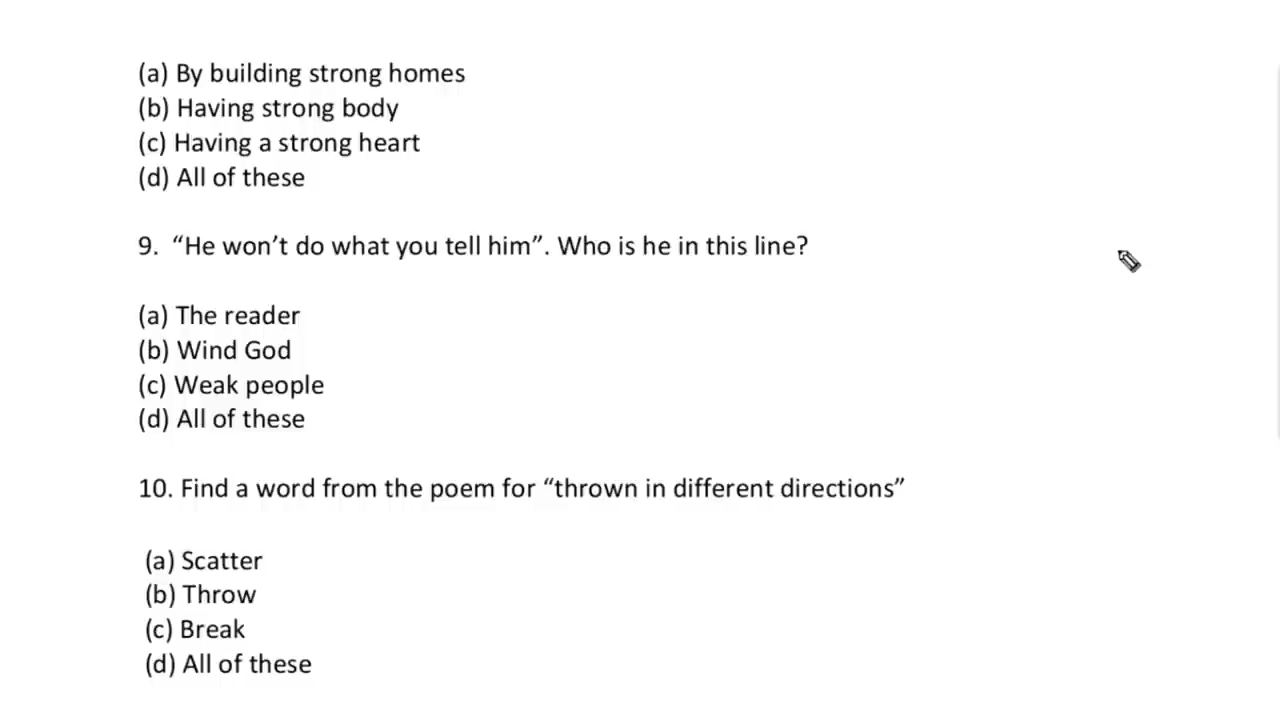 (a) By building strong homes
(b) Having strong body
(c) Having a strong heart
(d) All of these
9. “He won’t do what you tell him”. Who is he in this line?
(a) The reader
(b) Wind God
(c) Weak people
(d) All of these
10. Find a word from the poem for “thrown in different directions”
(a) Scatter
(b) Throw
(c) Break
(d) All of these